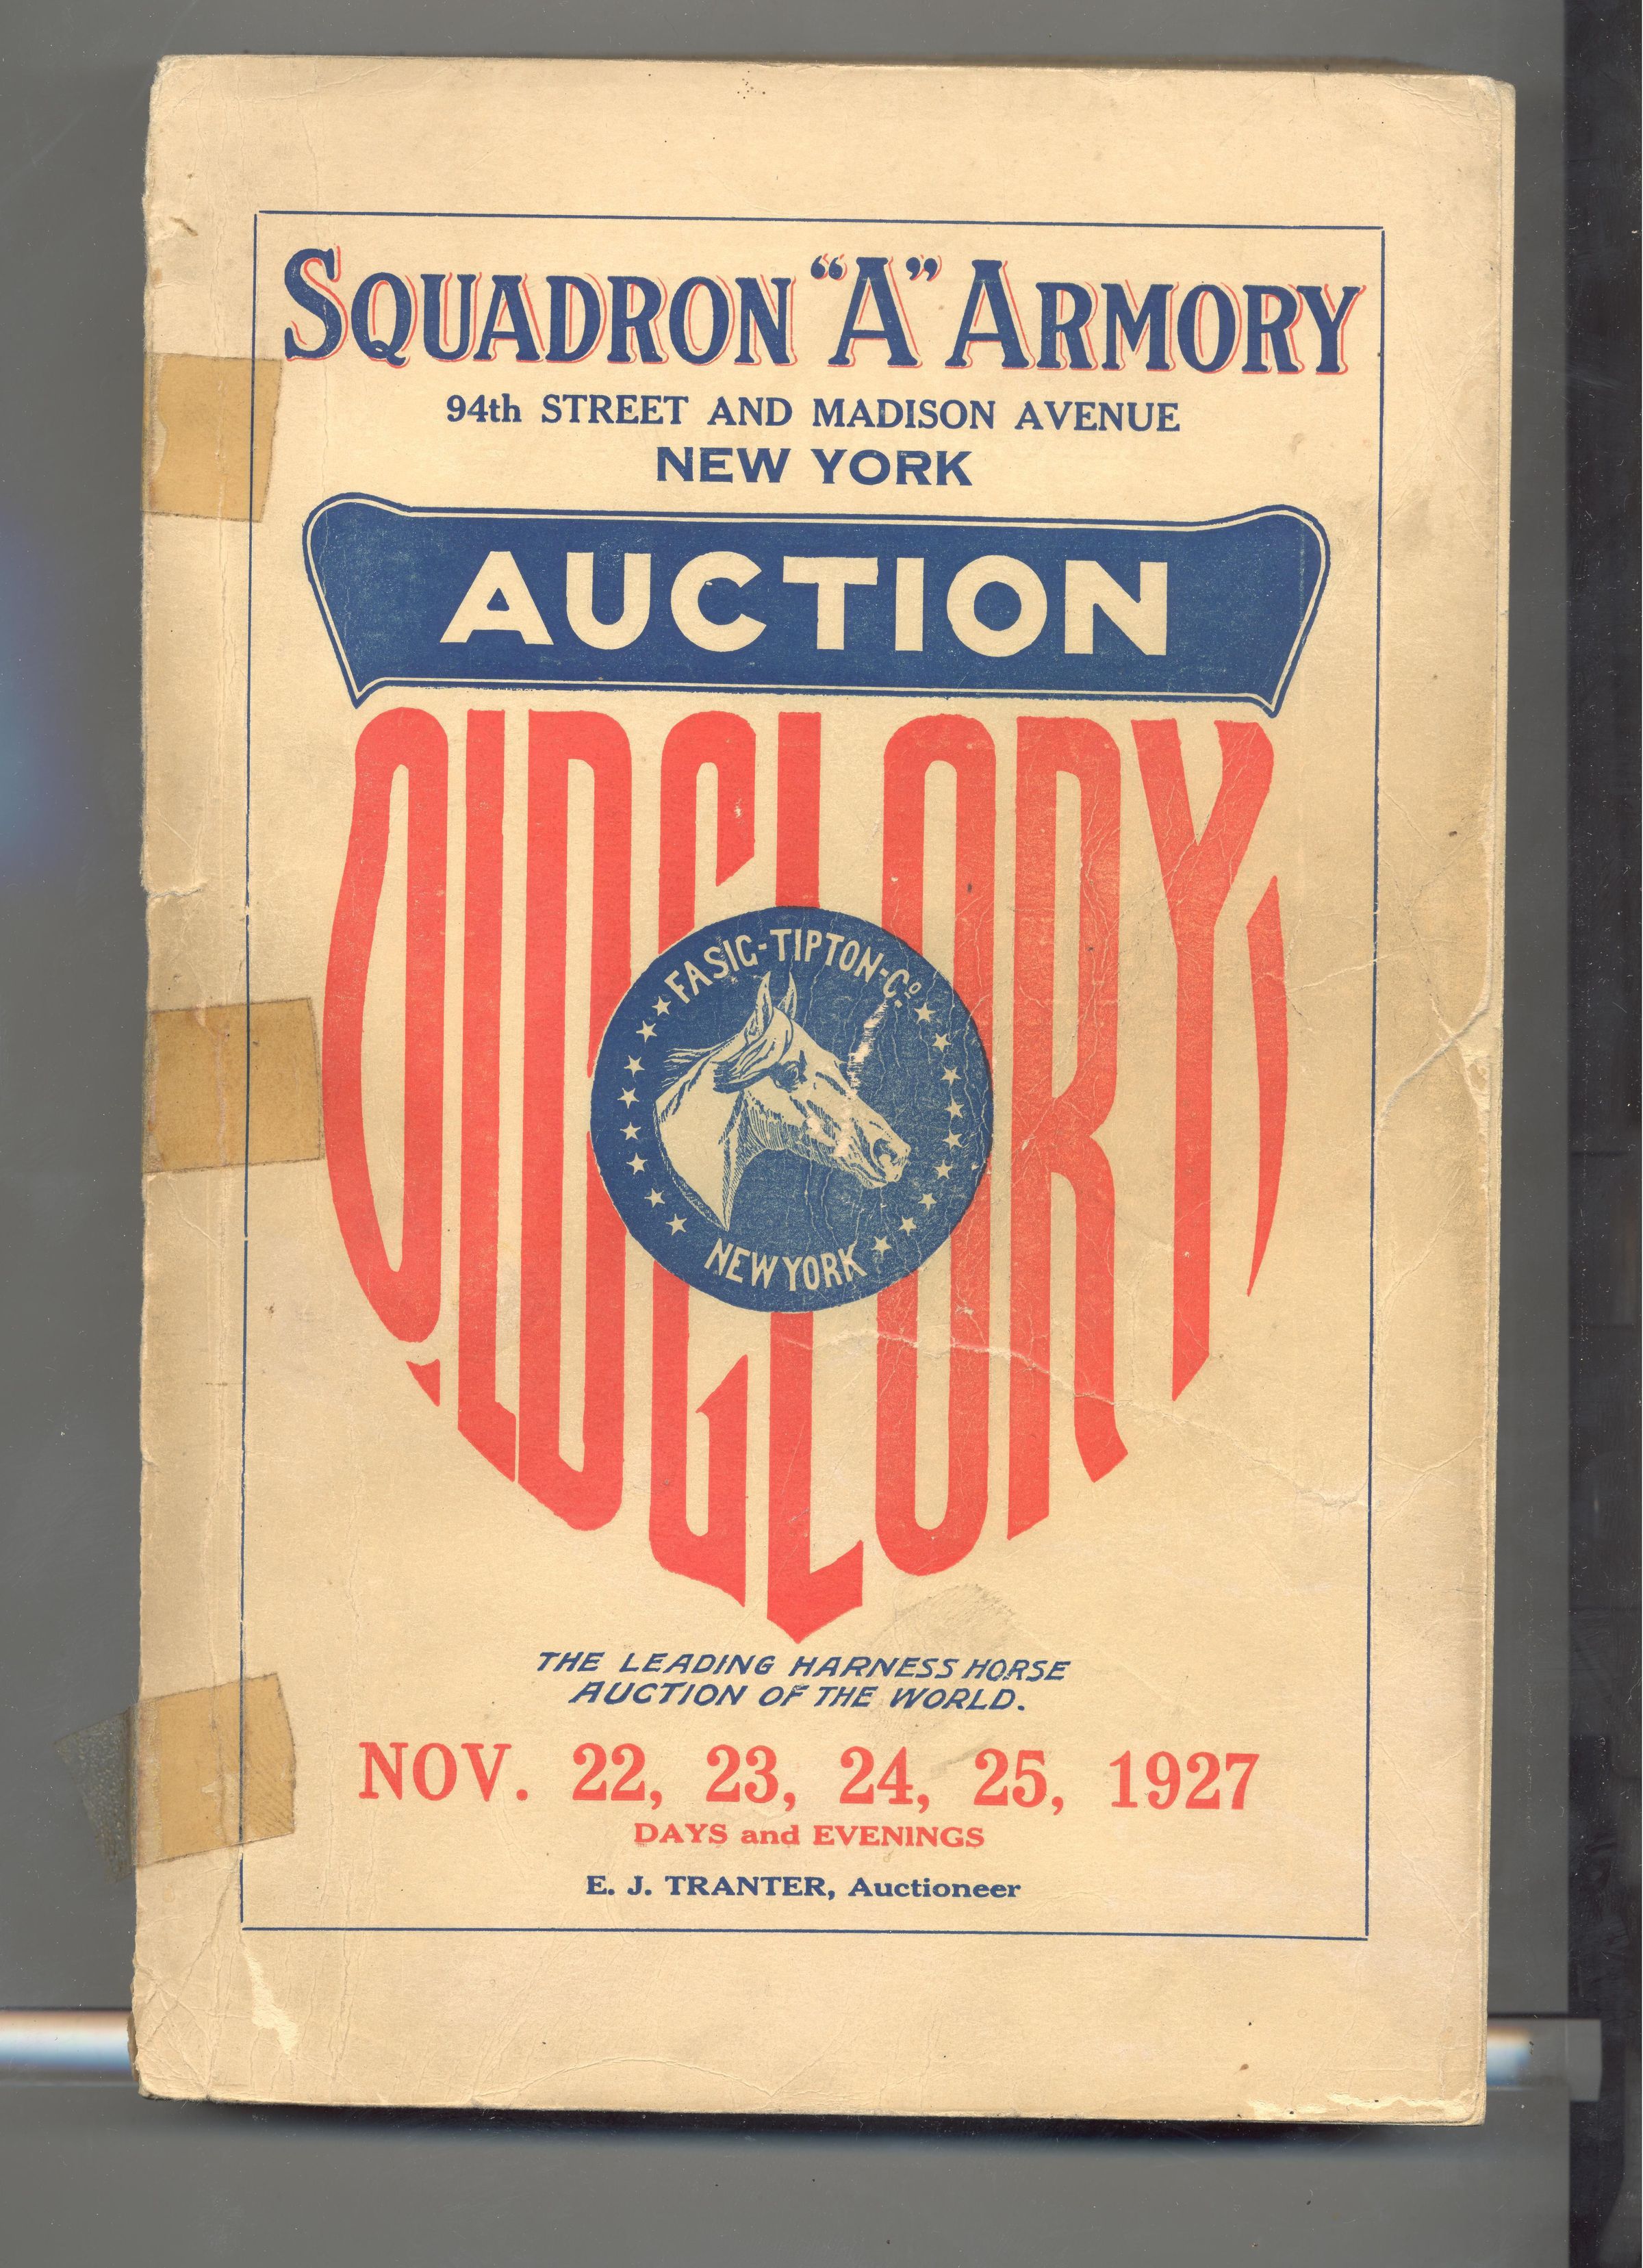 SQUADRON "A" ARMORY
94th STREET AND MADISON AVENUE
NEW YORK
AUCTION
OLD GLORY
FASIG-TIPTON-Co.
NEW YORK
THE LEADING HARNESS HORSE
AUCTION OF THE WORLD.
NOV. 22, 23, 24, 25, 1927
DAYS and EVENINGS
E. J. TRANTER, Auctioneer